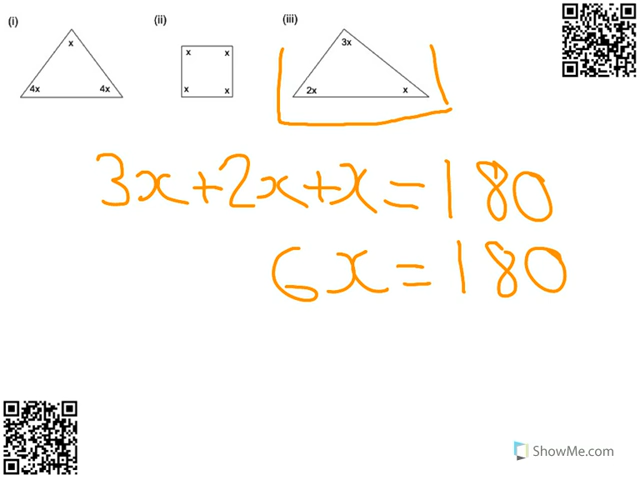 (i) (ii) (iii)
x x x 3x
4x 4x x x 2x x
3x+2x+x=180
6x=180
ShowMe.com